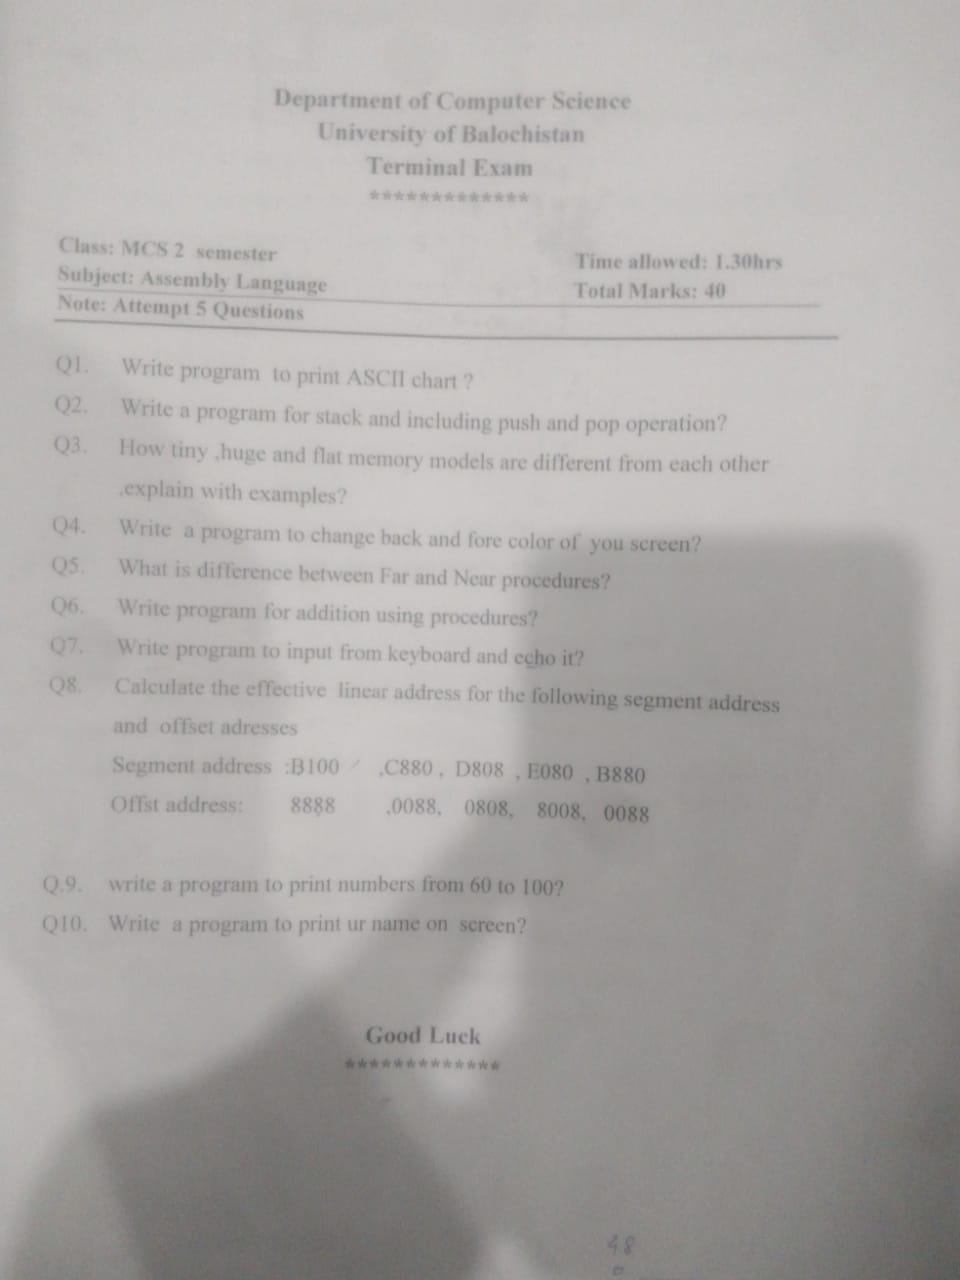 Department of Computer Science
University of Balochistan
Terminal Exam
*************
Class: MCS 2 semester
Time allowed: 1.30hrs
Subject: Assembly Language
Total Marks: 40
Note: Attempt 5 Questions
Q1. Write program to print ASCII chart ?
Q2. Write a program for stack and including push and pop operation?
Q3. How tiny ,huge and flat memory models are different from each other
,explain with examples?
Q4. Write a program to change back and fore color of you screen?
Q5. What is difference between Far and Near procedures?
Q6. Write program for addition using procedures?
Q7. Write program to input from keyboard and echo it?
Q8. Calculate the effective linear address for the following segment address
and offset adresses
Segment address :B100 ,C880 , D808 , E080 , B880
Offst address: 8888 ,0088, 0808, 8008, 0088
Q.9. write a program to print numbers from 60 to 100?
Q10. Write a program to print ur name on screen?
Good Luck
*************
48